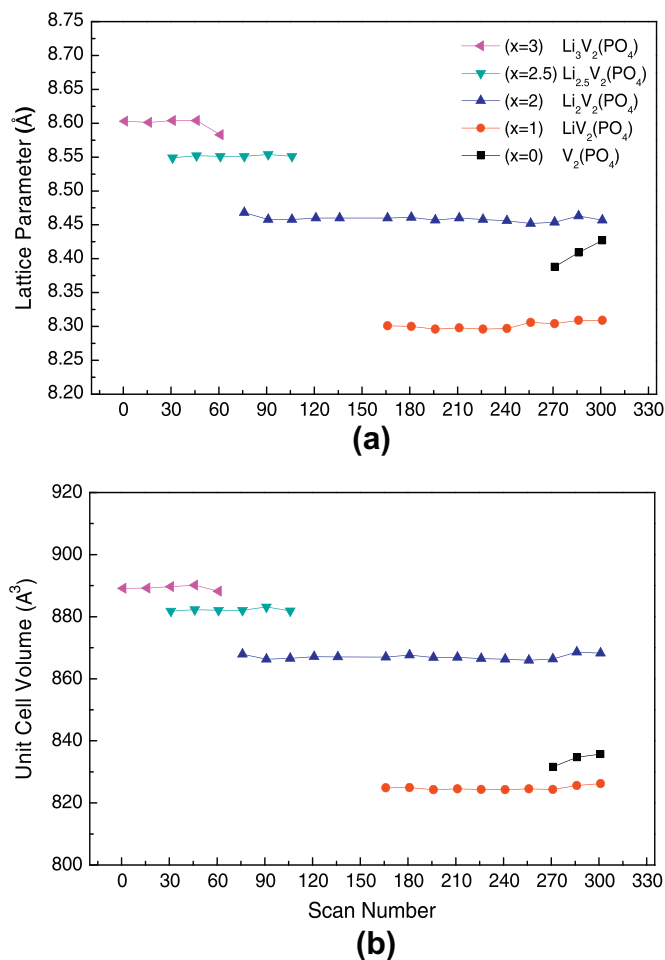 8.75
8.70
8.65
8.60
8.55
8.50
8.45
8.40
8.35
8.30
8.25
8.20
Lattice Parameter (Å)
(x=3) Li₃V₂(PO₄)
(x=2.5) Li₂.₅V₂(PO₄)
(x=2) Li₂V₂(PO₄)
(x=1) LiV₂(PO₄)
(x=0) V₂(PO₄)
0 30 60 90 120 150 180 210 240 270 300 330
(a)
920
900
880
860
840
820
800
Unit Cell Volume (A³)
0 30 60 90 120 150 180 210 240 270 300 330
Scan Number
(b)